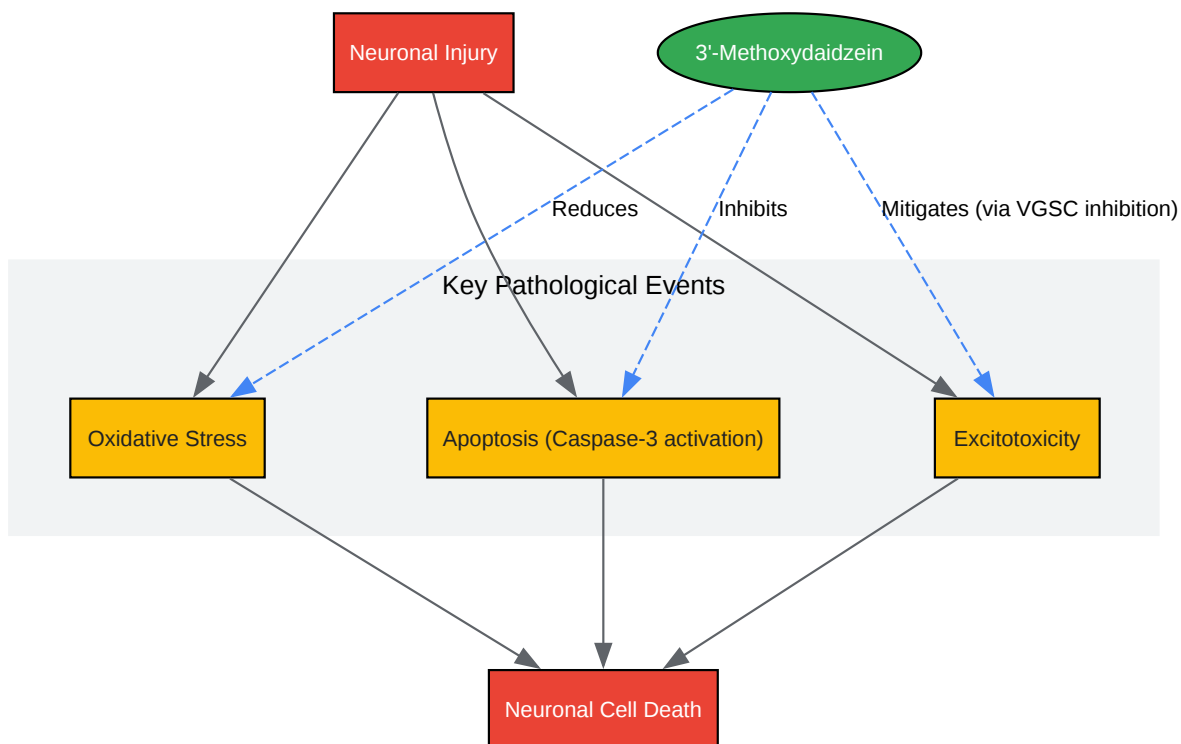 Neuronal Injury
3'-Methoxydaidzein
Reduces
Inhibits
Mitigates (via VGSC inhibition)
Key Pathological Events
Oxidative Stress
Apoptosis (Caspase-3 activation)
Excitotoxicity
Neuronal Cell Death